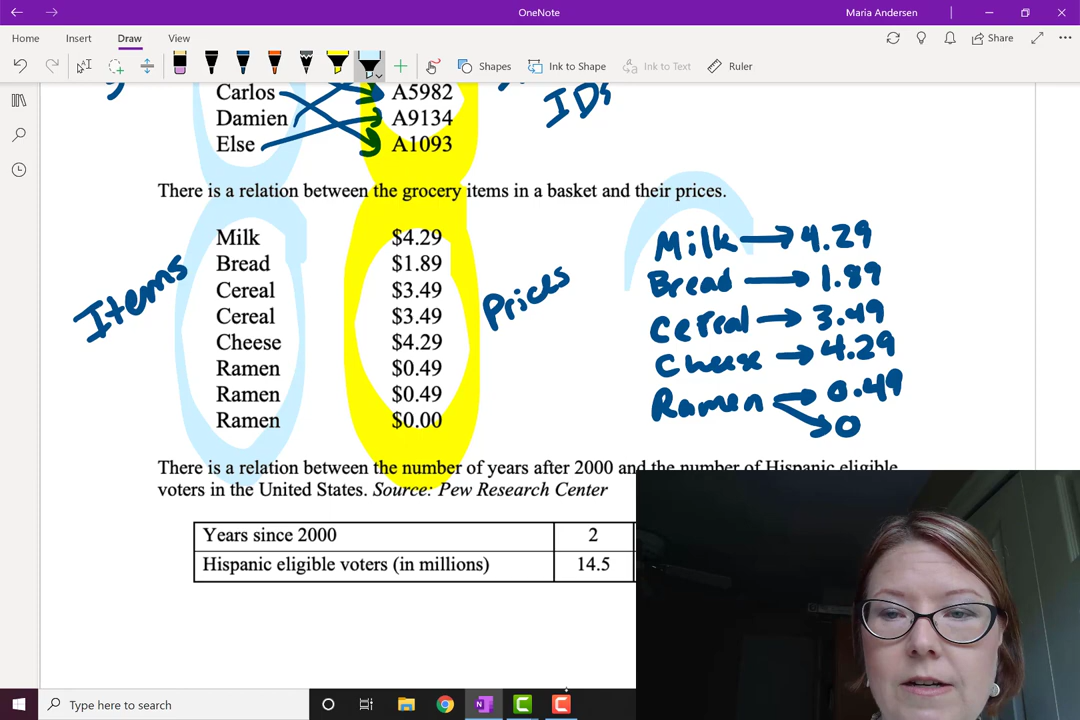 OneNote
Maria Andersen
Home Insert Draw View
Share
Ink to Shape
Ink to Text
Shapes
Ruler
Carlos A5982
Damien A9134
Else A1093
IDs
There is a relation between the grocery items in a basket and their prices.
Items
Prices
Milk $4.29
Bread $1.89
Cereal $3.49
Cereal $3.49
Cheese $4.29
Ramen $0.49
Ramen $0.49
Ramen $0.00
Milk → 4.29
Bread → 1.89
Cereal → 3.49
Cheese → 4.29
Ramen → 0.49
→ 0
There is a relation between the number of years after 2000 and the number of Hispanic eligible
voters in the United States. Source: Pew Research Center
Years since 2000 2
Hispanic eligible voters (in millions) 14.5
Type here to search